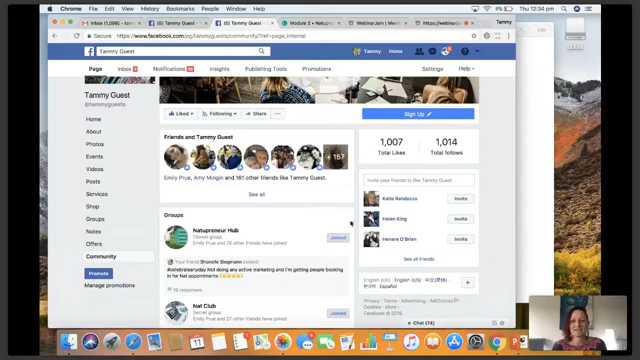 Chrome File Edit View History Bookmarks People Window Help
6% Thu 12:34 pm
Inbox (1,098)
(5) Tammy Guest
(5) Tammy Guest
Module 2 • Natupre
WebinarJam | Mem
https://webinarjam
Tammy
Secure https://www.facebook.com/pg/tammyguests/community/?ref=page_internal
Tammy Guest
Tammy Home
Page Inbox Notifications Insights Publishing Tools Promotions Settings Help
Tammy Guest
@tammyguests
Home
About
Photos
Events
Videos
Posts
Services
Shop
Groups
Notes
Offers
Community
Promote
Manage promotions
Liked Following Share Sign Up
Friends and Tammy Guest
+ 157
Emily Prue, Amy Mingin and 161 other friends like Tammy Guest.
See all
Groups
Natupreneur Hub
Closed group
Emily Prue and 78 other friends have joined
Joined
Your friend Shonelle Siegmann posted:
#celebrateeryday Not doing any active marketing and I'm getting people booking
in for Nat appointments
16 responses
Nat Club
Secret group
Emily Prue and 27 other friends have joined
Joined
1,007
Total Likes
1,014
Total follows
Invite your friends to like Tammy Guest
Katie Randazzo Invite
Helen King Invite
Henare O'Brien Invite
See all friends
English (UK) · English (US) ·
Español
Privacy · Terms · Advertising · AdChoices
Cookies · More
Facebook © 2018
Chat (74)